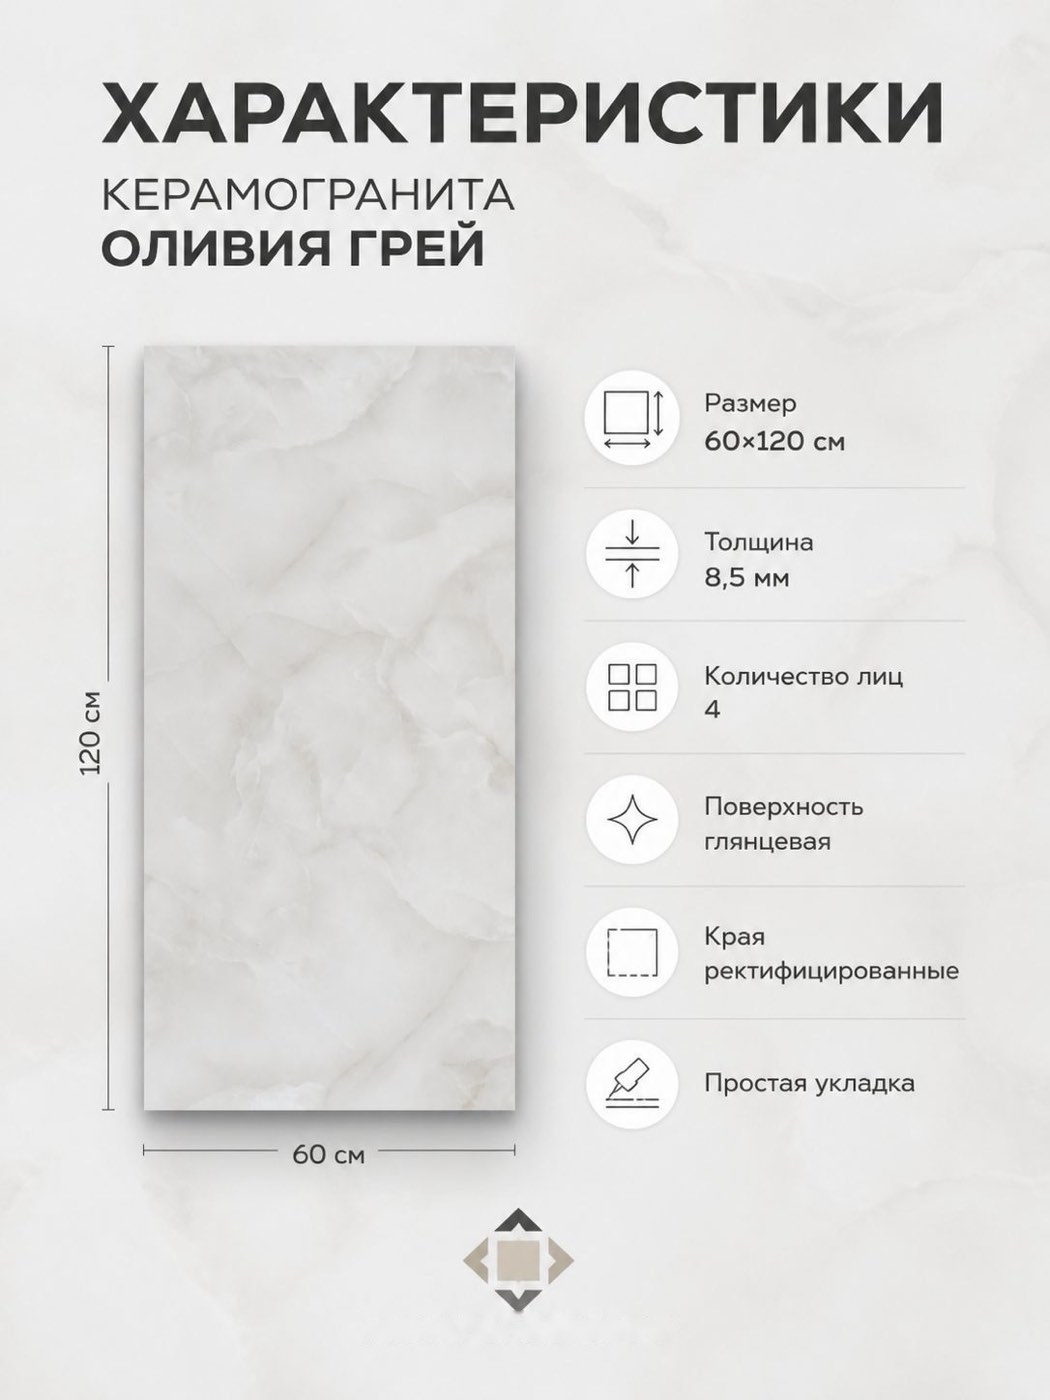 ХАРАКТЕРИСТИКИ
КЕРАМОГРАНИТА
ОЛИВИЯ ГРЕЙ
120 см
60 см
Размер
60×120 см
Толщина
8,5 мм
Количество лиц
4
Поверхность
глянцевая
Края
ректифицированные
Простая укладка